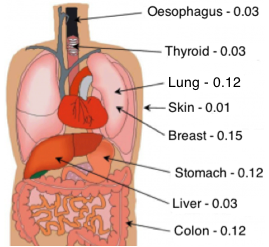 Oesophagus - 0.03
Thyroid - 0.03
Lung - 0.12
Skin - 0.01
Breast - 0.15
Stomach - 0.12
Liver - 0.03
Colon - 0.12